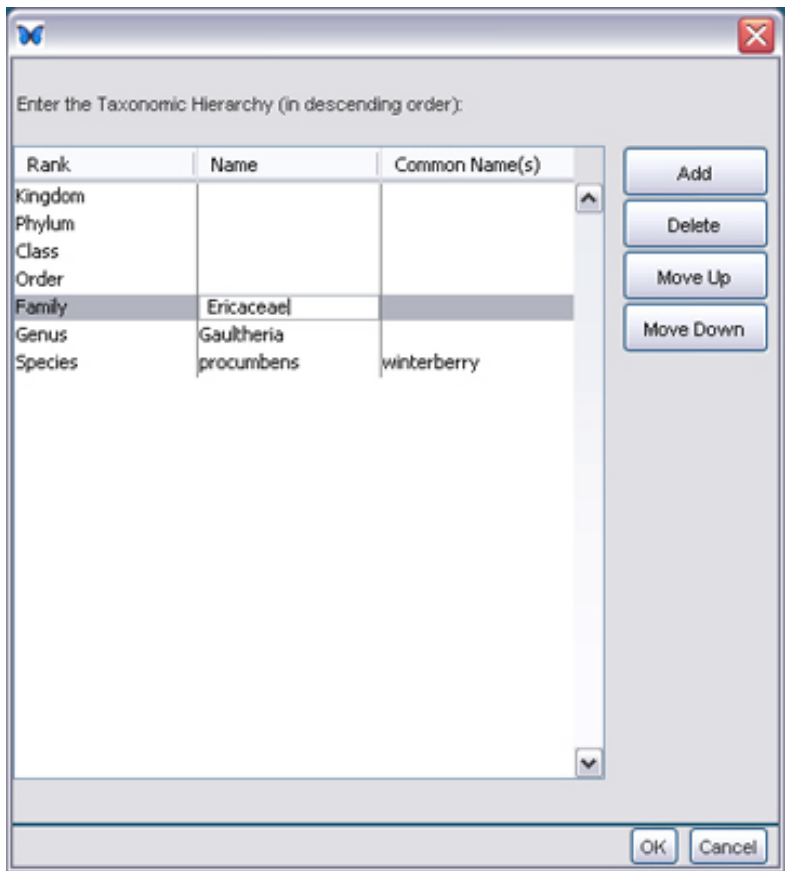 Enter the Taxonomic Hierarchy (in descending order):
Rank Name Common Name(s)
Kingdom
Phylum
Class
Order
Family Ericaceae
Genus Gaultheria
Species procumbens winterberry
Add
Delete
Move Up
Move Down
OK Cancel